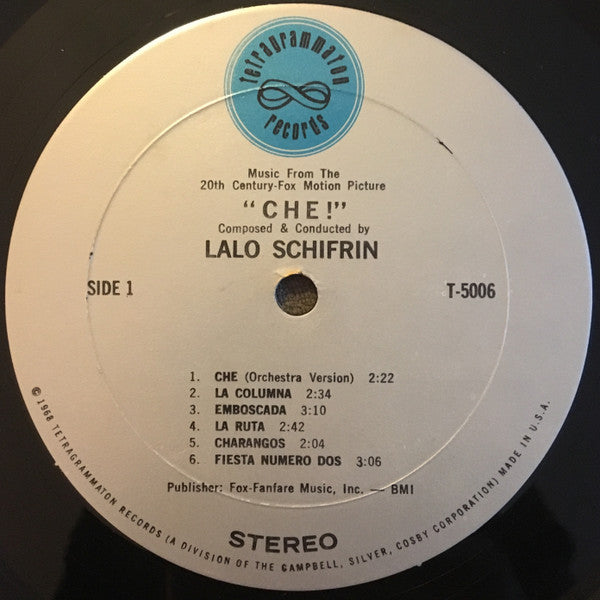 tetragrammaton
records
Music From The
20th Century-Fox Motion Picture
"CHE!"
Composed & Conducted by
LALO SCHIFRIN
SIDE 1
T-5006
1. CHE (Orchestra Version) 2:22
2. LA COLUMNA 2:34
3. EMBOSCADA 3:10
4. LA RUTA 2:42
5. CHARANGOS 2:04
6. FIESTA NUMERO DOS 3:06
Publisher: Fox-Fanfare Music, Inc. — BMI
STEREO
© 1968 TETRAGRAMMATON RECORDS (A DIVISION OF THE CAMPBELL, SILVER, COSBY CORPORATION) MADE IN U.S.A.